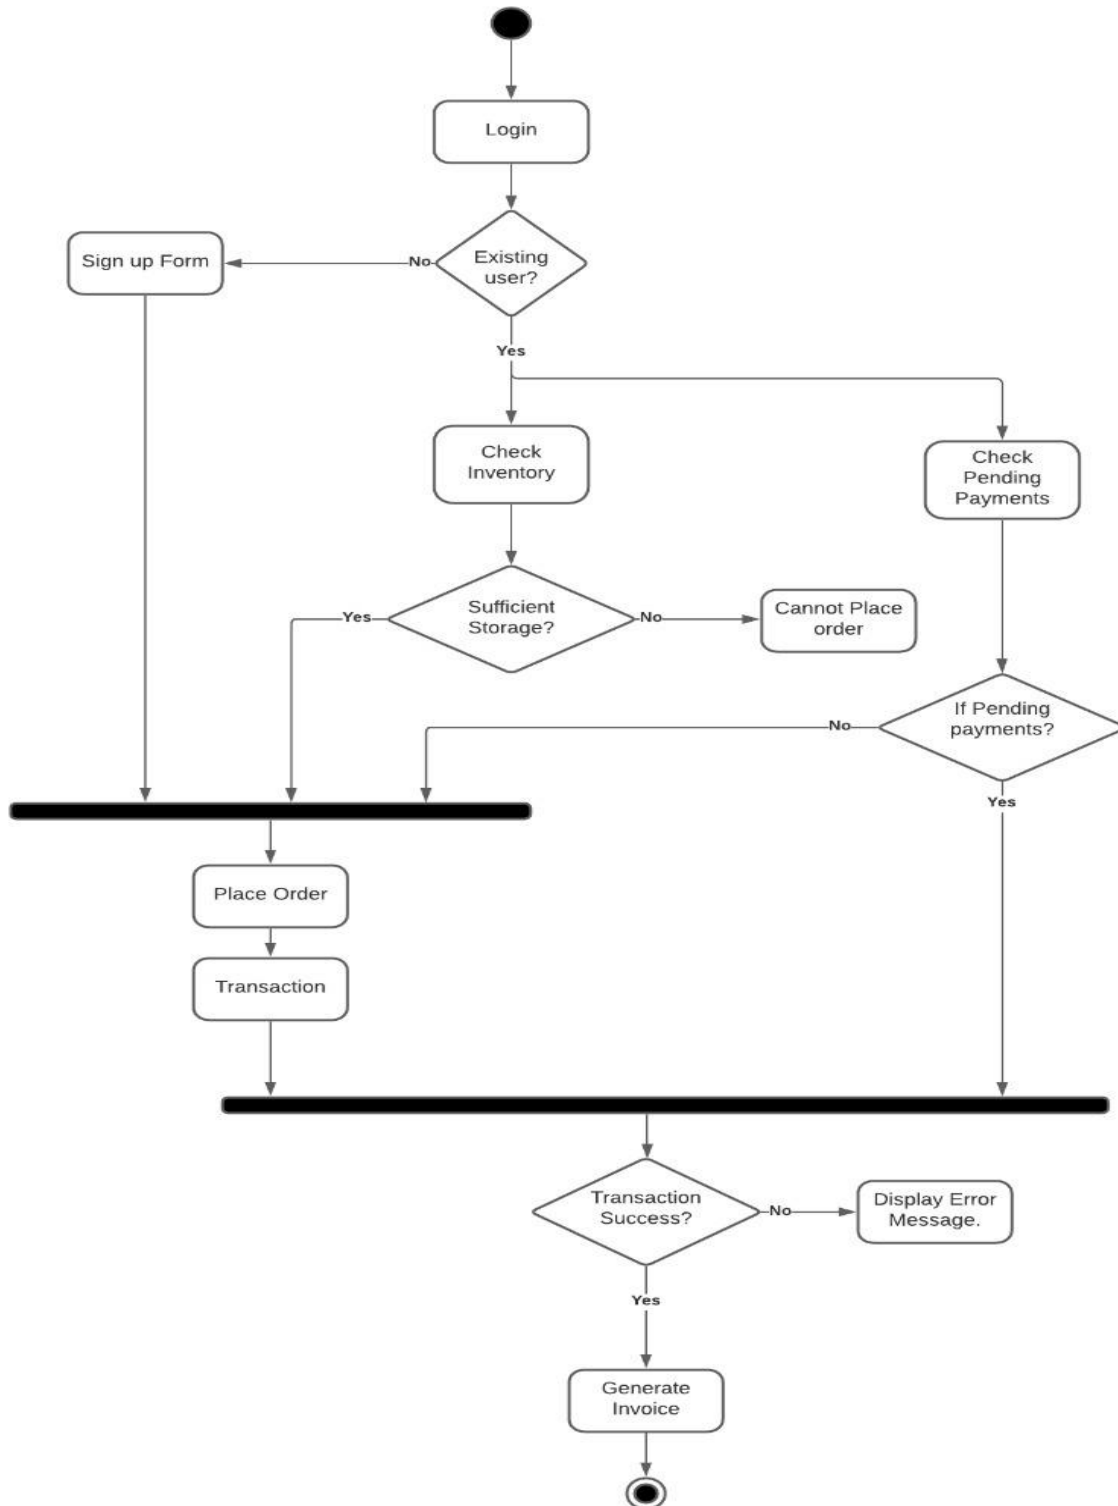 Login
Existing
user?
No
Sign up Form
Yes
Check
Inventory
Check
Pending
Payments
Sufficient
Storage?
Yes
No
Cannot Place
order
If Pending
payments?
No
Yes
Place Order
Transaction
Transaction
Success?
No
Display Error
Message.
Yes
Generate
Invoice